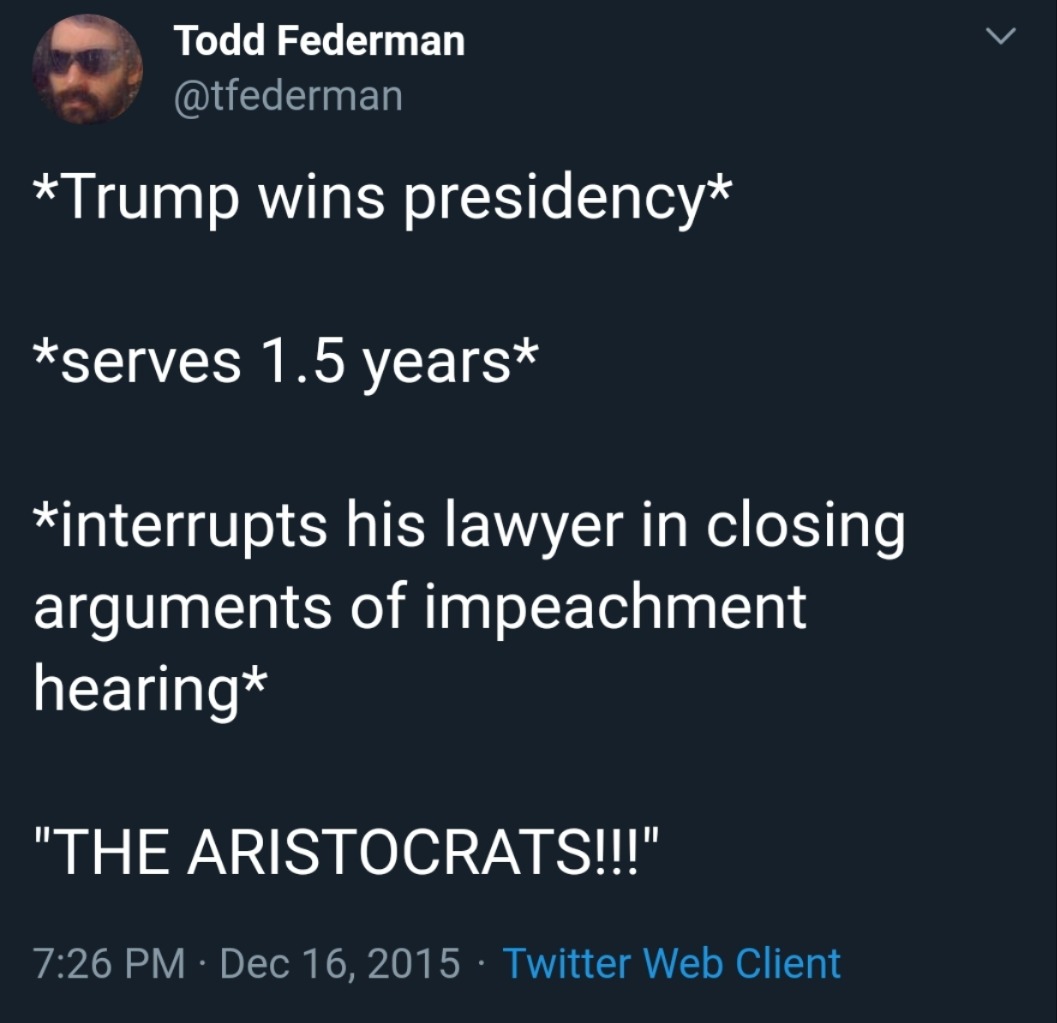 Todd Federman
@tfederman
*Trump wins presidency*
*serves 1.5 years*
*interrupts his lawyer in closing
arguments of impeachment
hearing*
"THE ARISTOCRATS!!!"
7:26 PM · Dec 16, 2015 · Twitter Web Client